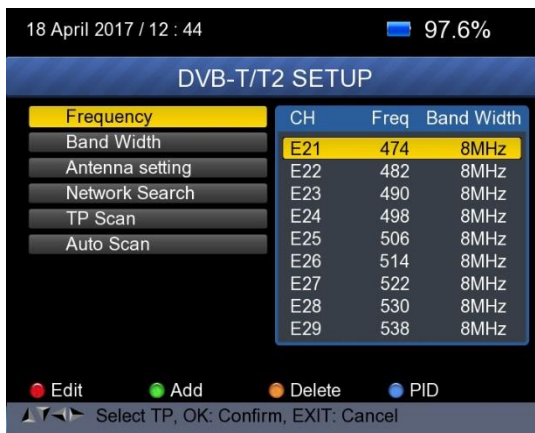 18 April 2017 / 12 : 44 97.6%
DVB-T/T2 SETUP
Frequency
Band Width
Antenna setting
Network Search
TP Scan
Auto Scan
CH Freq Band Width
E21 474 8MHz
E22 482 8MHz
E23 490 8MHz
E24 498 8MHz
E25 506 8MHz
E26 514 8MHz
E27 522 8MHz
E28 530 8MHz
E29 538 8MHz
Edit Add Delete PID
Select TP, OK: Confirm, EXIT: Cancel